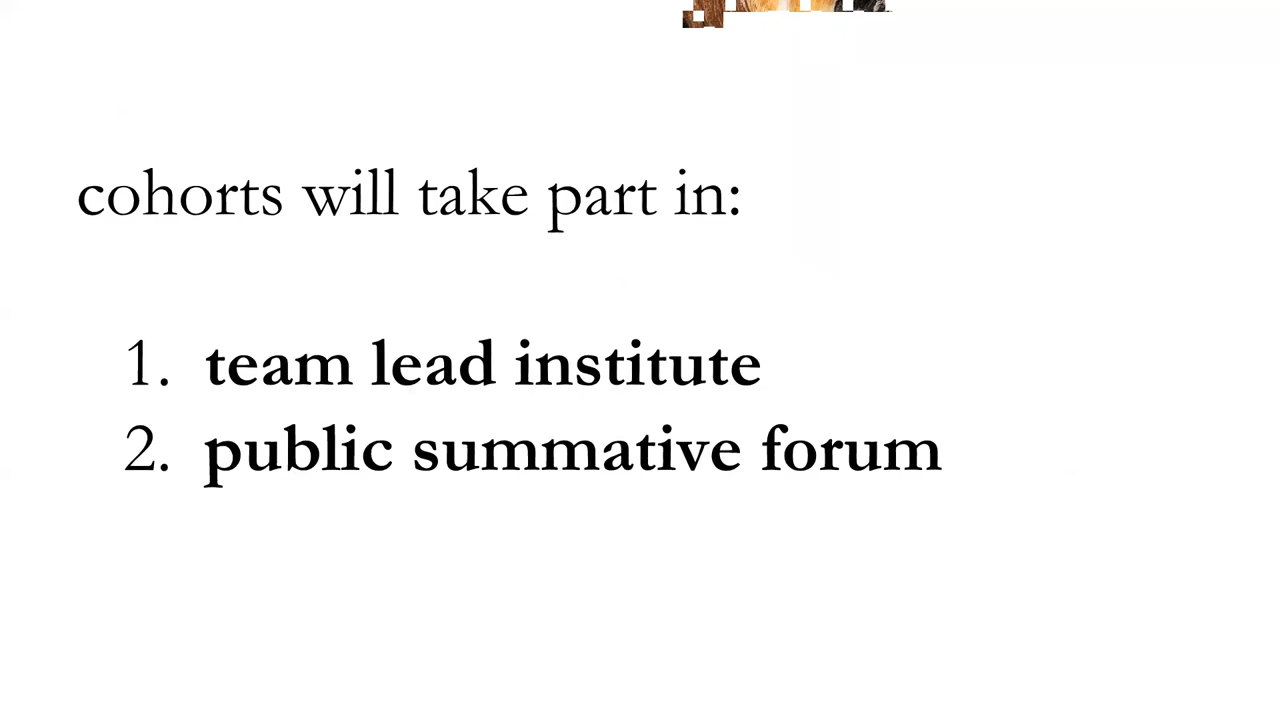 cohorts will take part in:
1. team lead institute
2. public summative forum